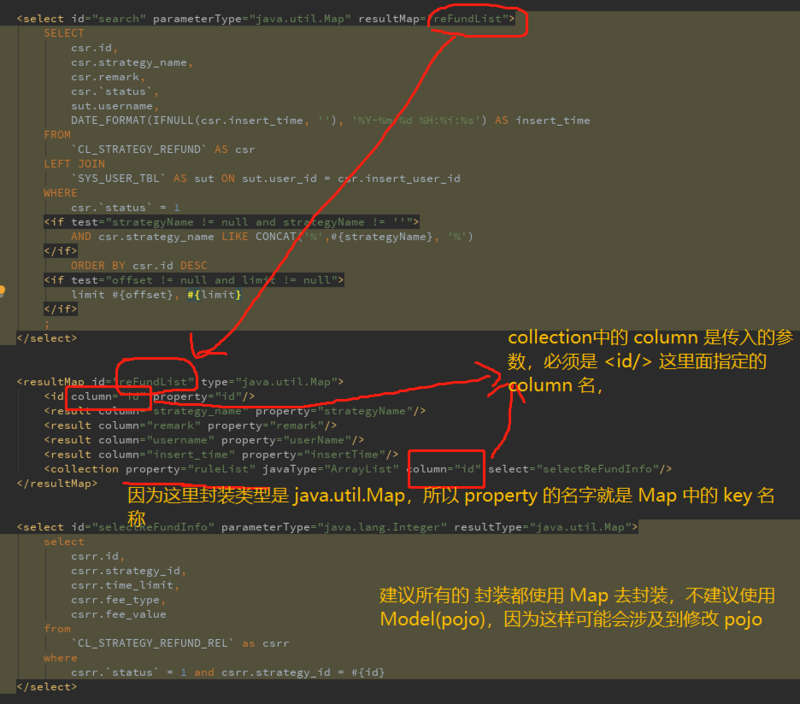 <select id="search" parameterType="java.util.Map" resultMap="reFundList">
SELECT
csr.id,
csr.strategy_name,
csr.remark,
csr.`status`,
sut.username,
DATE_FORMAT(IFNULL(csr.insert_time, ''), '%Y-%m-%d %H:%i:%s') AS insert_time
FROM
`CL_STRATEGY_REFUND` AS csr
LEFT JOIN
`SYS_USER_TBL` AS sut ON sut.user_id = csr.insert_user_id
WHERE
csr.`status` = 1
<if test="strategyName != null and strategyName != ''">
AND csr.strategy_name LIKE CONCAT('%',#{strategyName}, '%')
</if>
ORDER BY csr.id DESC
<if test="offset != null and limit != null">
limit #{offset}, #{limit}
</if>
;
</select>
collection中的 column 是传入的参
数，必须是 <id/> 这里面指定的
column 名，
<resultMap id="reFundList" type="java.util.Map">
<id column="id" property="id"/>
<result column="strategy_name" property="strategyName"/>
<result column="remark" property="remark"/>
<result column="username" property="userName"/>
<result column="insert_time" property="insertTime"/>
<collection property="ruleList" javaType="ArrayList" column="id" select="selectReFundInfo"/>
</resultMap>
因为这里封装类型是 java.util.Map，所以 property 的名字就是 Map 中的 key 名
称
<select id="selectReFundInfo" parameterType="java.lang.Integer" resultType="java.util.Map">
select
csrr.id,
csrr.strategy_id,
csrr.time_limit,
csrr.fee_type,
csrr.fee_value
from
`CL_STRATEGY_REFUND_REL` as csrr
where
csrr.`status` = 1 and csrr.strategy_id = #{id}
</select>
建议所有的 封装都使用 Map 去封装，不建议使用
Model(pojo)，因为这样可能会涉及到修改 pojo